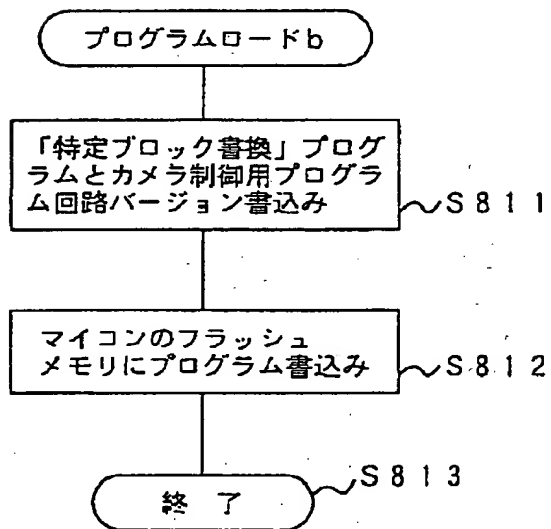 プログラムロードb
「特定ブロック書換」プログ
ラムとカメラ制御用プログラ
ム回路バージョン書込み
S811
マイコンのフラッシュ
メモリにプログラム書込み
S812
終了
S813